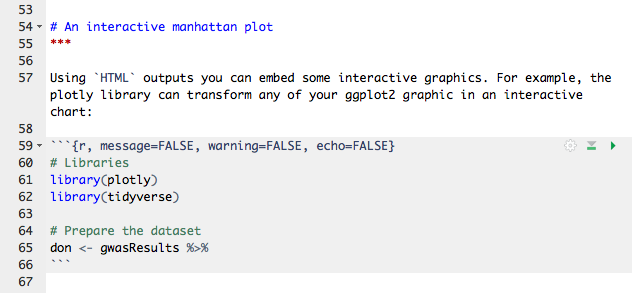 53
54 # An interactive manhattan plot
55 ***
56
57 Using `HTML` outputs you can embed some interactive graphics. For example, the
plotly library can transform any of your ggplot2 graphic in an interactive
chart:
58
59 ```{r, message=FALSE, warning=FALSE, echo=FALSE}
60 # Libraries
61 library(plotly)
62 library(tidyverse)
63
64 # Prepare the dataset
65 don <- gwasResults %>%
66 ```
67